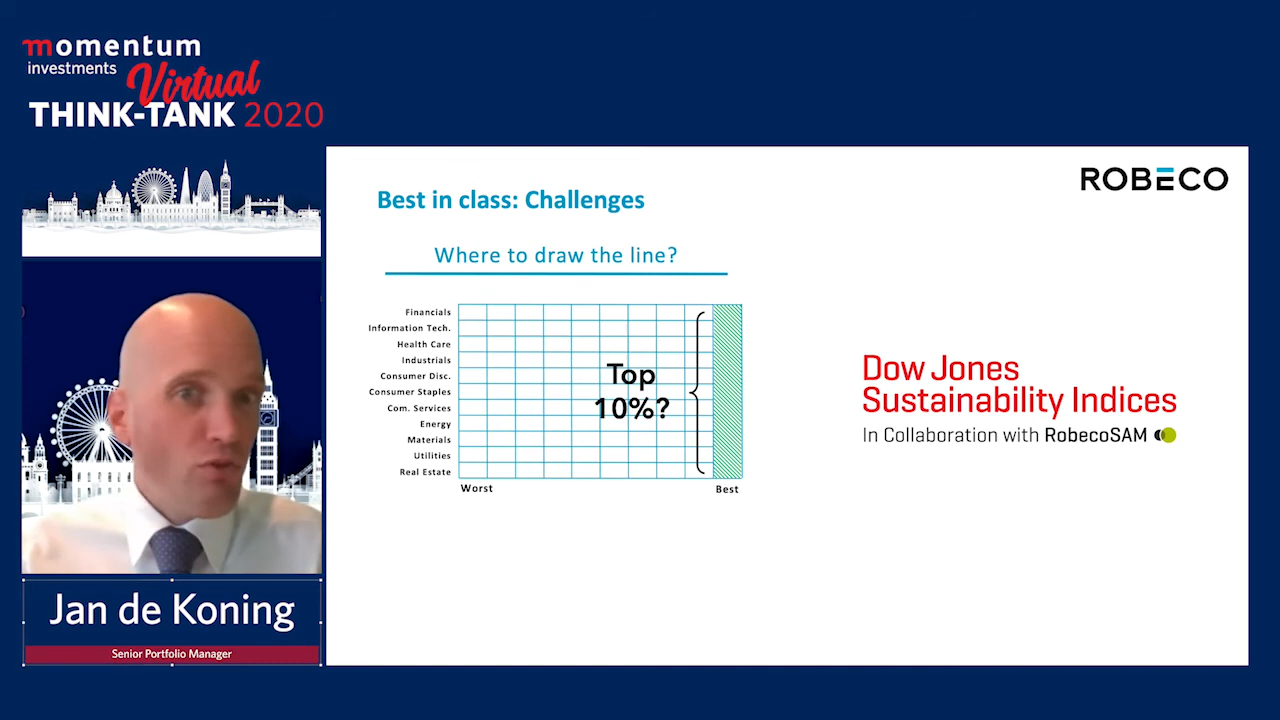 momentum
investments
Virtual
THINK-TANK 2020
ROBECO
Best in class: Challenges
Where to draw the line?
Financials
Information Tech.
Health Care
Industrials
Consumer Disc.
Consumer Staples
Com. Services
Energy
Materials
Utilities
Real Estate
Top
10%?
Worst
Best
Dow Jones
Sustainability Indices
In Collaboration with RobecoSAM
Jan de Koning
Senior Portfolio Manager